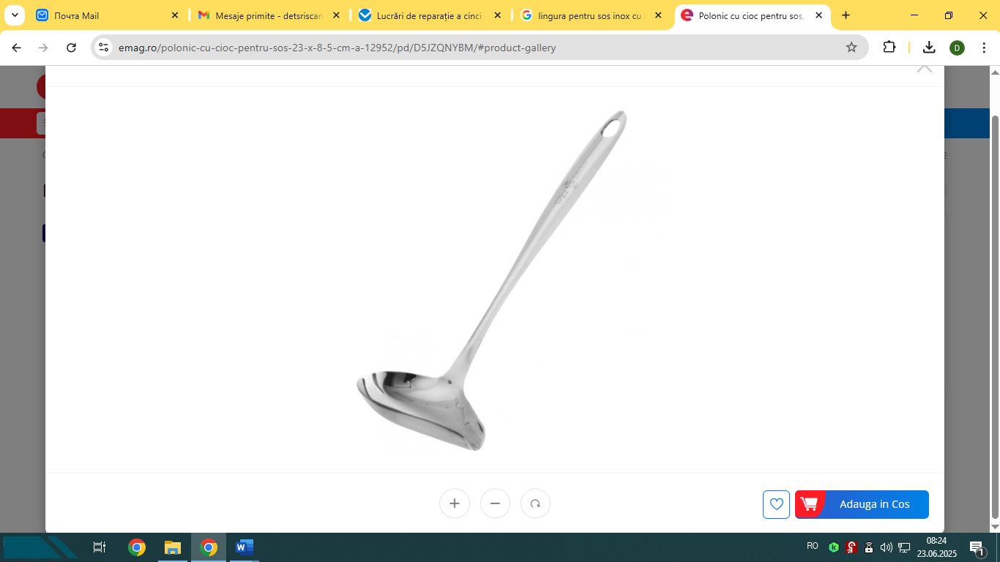 Почта Mail
Mesaje primite - detsriscan
Lucrări de reparație a cinci
lingura pentru sos inox cu
Polonic cu cioc pentru sos,
emag.ro/polonic-cu-cioc-pentru-sos-23-x-8-5-cm-a-12952/pd/D5JZQNYBM/#product-gallery
D
Adauga in Cos
RO
08:24
23.06.2025
1